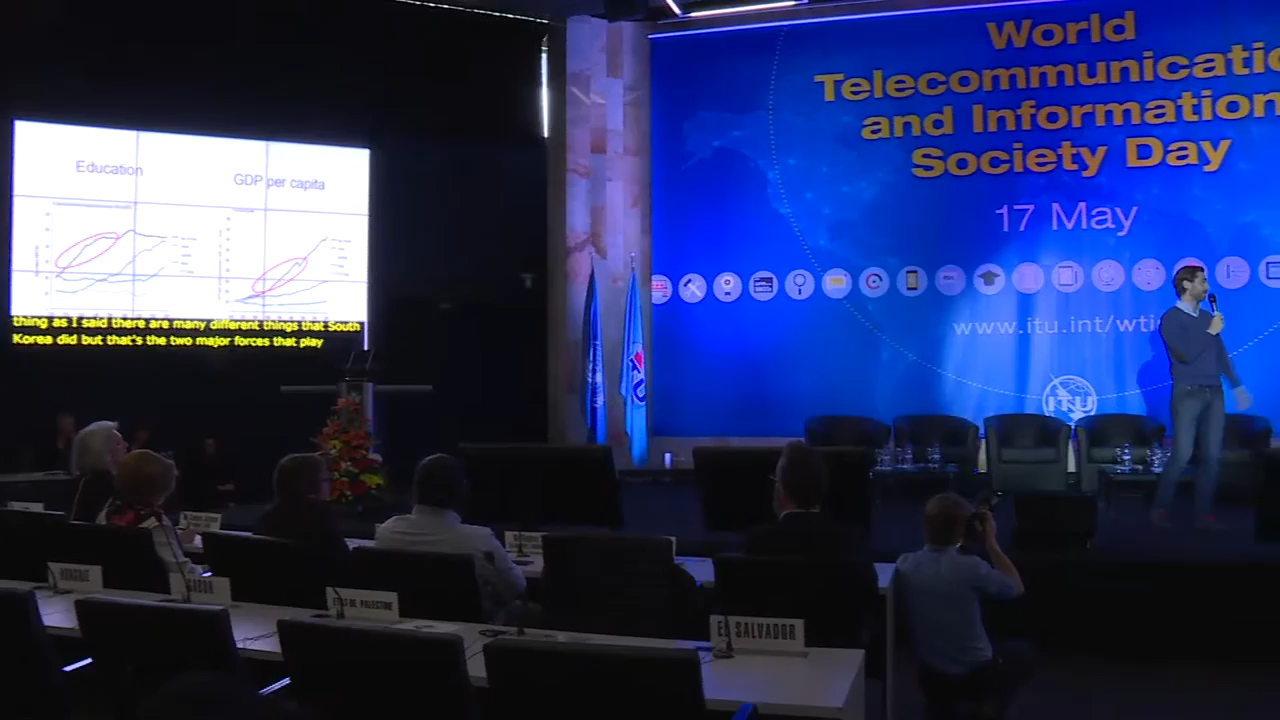 World
Telecommunicatio
and Information
Society Day
17 May
www.itu.int/wti
ITU
Education
GDP per capita
thing as I said there are many different things that South
Korea did but that's the two major forces that play
HONGRIE
GABON
ETAT DE PALESTINE
EL SALVADOR